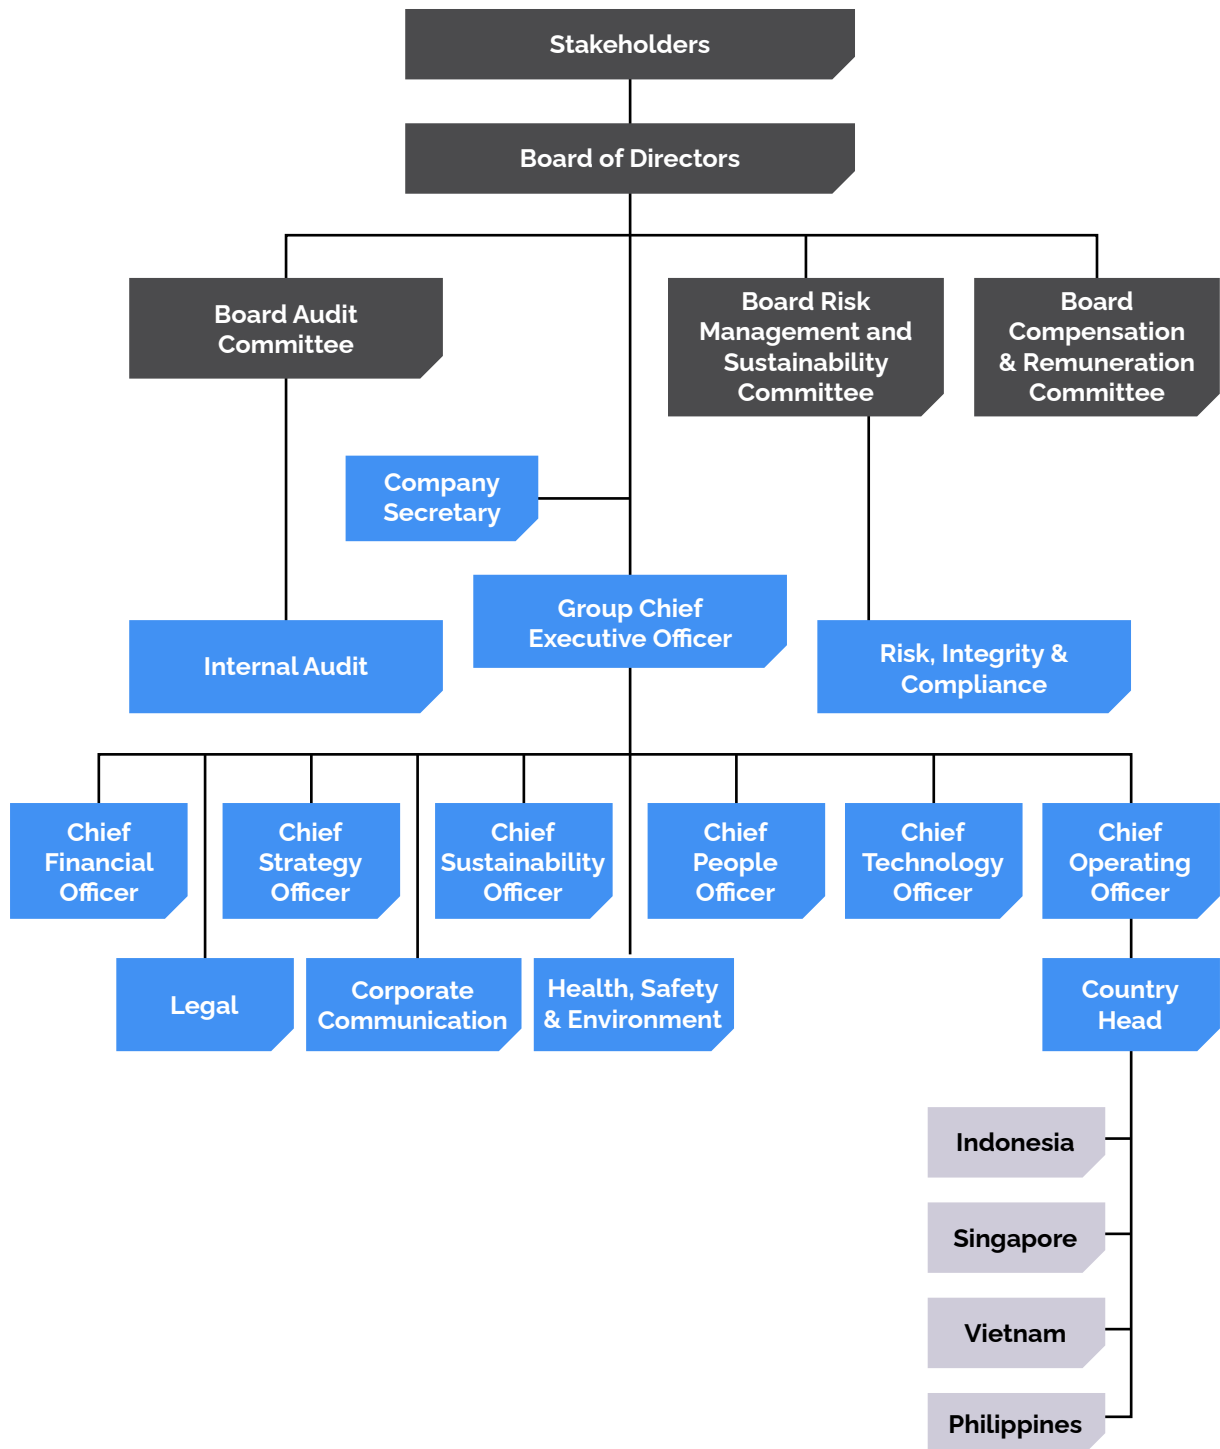 Stakeholders
Board of Directors
Board Audit
Committee
Board Risk
Management and
Sustainability
Committee
Board
Compensation
& Remuneration
Committee
Company
Secretary
Group Chief
Executive Officer
Internal Audit
Risk, Integrity &
Compliance
Chief
Financial
Officer
Chief
Strategy
Officer
Chief
Sustainability
Officer
Chief
People
Officer
Chief
Technology
Officer
Chief
Operating
Officer
Legal
Corporate
Communication
Health, Safety
& Environment
Country
Head
Indonesia
Singapore
Vietnam
Philippines